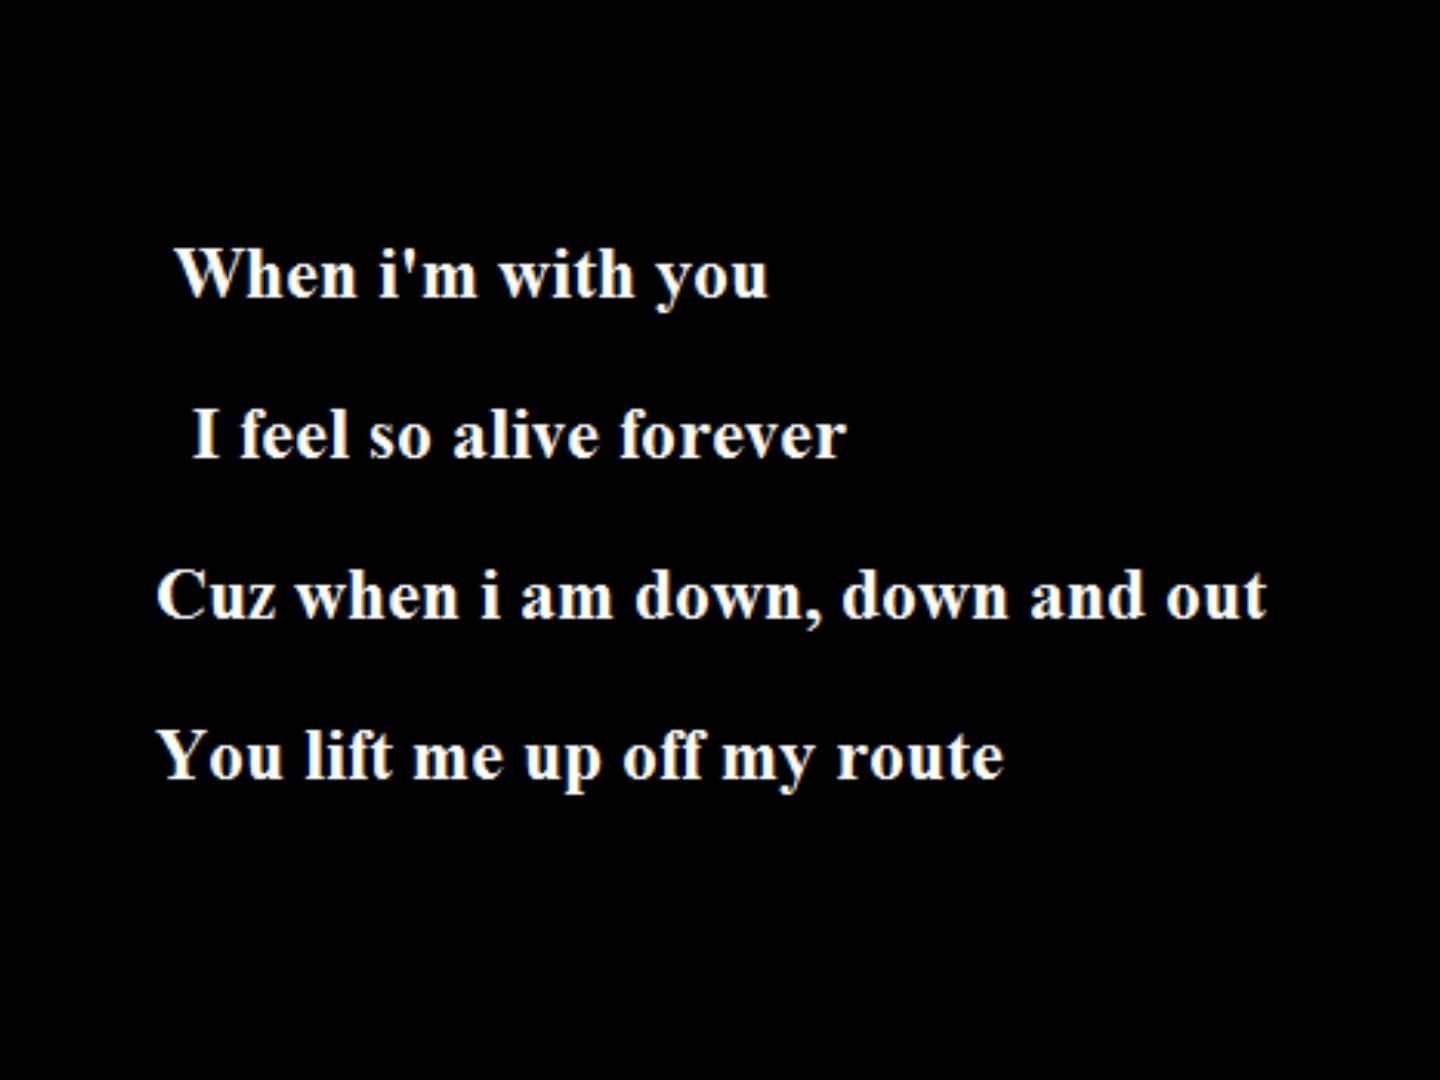 When i'm with you
I feel so alive forever
Cuz when i am down, down and out
You lift me up off my route